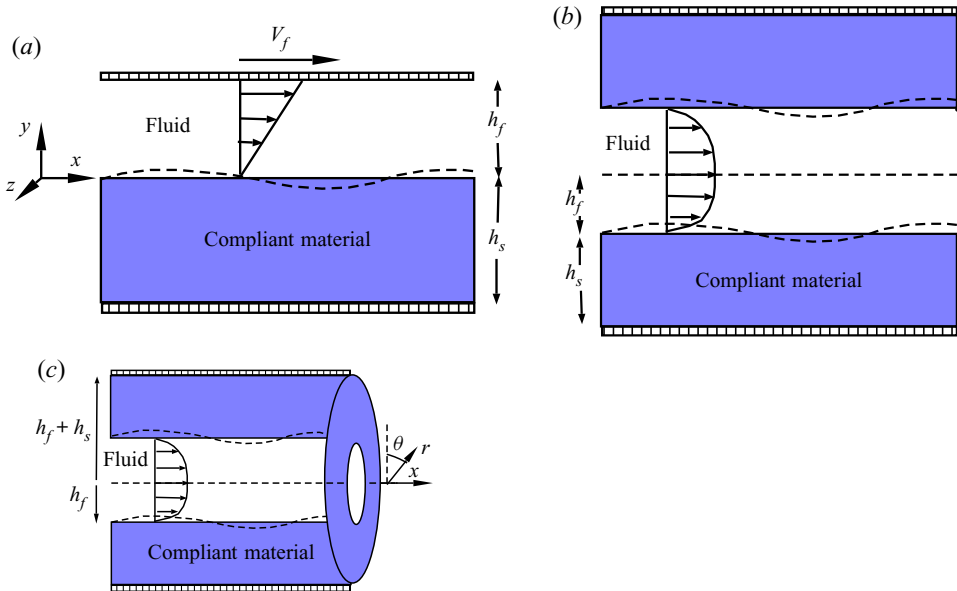 (a)
V_f
Fluid
y
x
z
h_f
Compliant material
h_s
(b)
Fluid
h_f
h_s
Compliant material
(c)
h_f + h_s
Fluid
h_f
θ
r
x
Compliant material